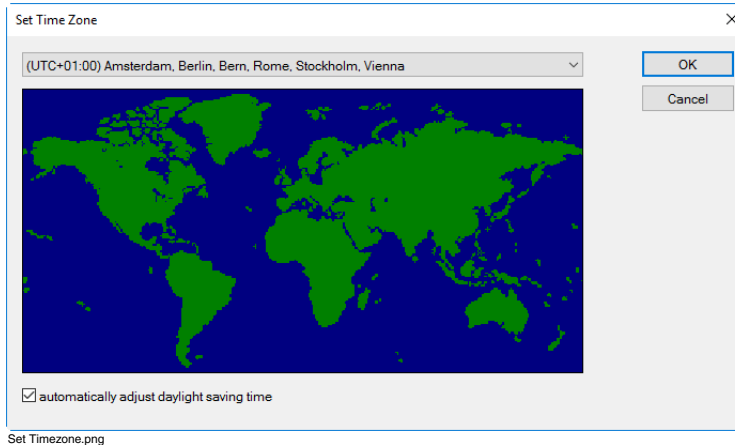 Set Time Zone
(UTC+01:00) Amsterdam, Berlin, Bern, Rome, Stockholm, Vienna
OK
Cancel
automatically adjust daylight saving time
Set Timezone.png